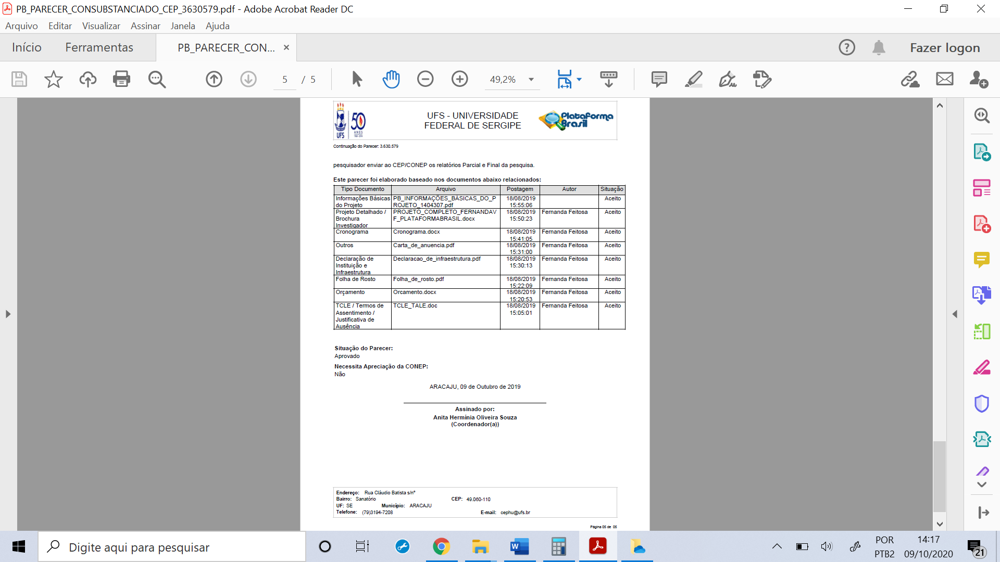 PB_PARECER_CONSUBSTANCIADO_CEP_3630579.pdf - Adobe Acrobat Reader DC
Arquivo Editar Visualizar Assinar Janela Ajuda
Início Ferramentas PB_PARECER_CON... × Fazer logon
5 / 5 49,2%
UFS 50 ANOS
UFS - UNIVERSIDADE
FEDERAL DE SERGIPE
Plataforma
Brasil
Continuação do Parecer: 3.630.579
pesquisador enviar ao CEP/CONEP os relatórios Parcial e Final da pesquisa.
Este parecer foi elaborado baseado nos documentos abaixo relacionados:
Tipo Documento Arquivo Postagem Autor Situação
Informações Básicas PB_INFORMAÇÕES_BÁSICAS_DO_P 18/08/2019 Aceito
do Projeto ROJETO_1404307.pdf 15:55:06
Projeto Detalhado / PROJETO_COMPLETO_FERNANDAV 18/08/2019 Fernanda Feitosa Aceito
Brochura F_PLATAFORMABRASIL.docx 15:50:23
Investigador
Cronograma Cronograma.docx 18/08/2019 Fernanda Feitosa Aceito
15:41:05
Outros Carta_de_anuencia.pdf 18/08/2019 Fernanda Feitosa Aceito
15:31:00
Declaração de Declaracao_de_infraestrutura.pdf 18/08/2019 Fernanda Feitosa Aceito
Instituição e 15:30:13
Infraestrutura
Folha de Rosto Folha_de_rosto.pdf 18/08/2019 Fernanda Feitosa Aceito
15:22:09
Orçamento Orcamento.docx 18/08/2019 Fernanda Feitosa Aceito
15:20:53
TCLE / Termos de TCLE_TALE.doc 18/08/2019 Fernanda Feitosa Aceito
Assentimento / 15:05:01
Justificativa de
Ausência
Situação do Parecer:
Aprovado
Necessita Apreciação da CONEP:
Não
ARACAJU, 09 de Outubro de 2019
Assinado por:
Anita Hermínia Oliveira Souza
(Coordenador(a))
Endereço: Rua Cláudio Batista s/nº
Bairro: Sanatório CEP: 49.060-110
UF: SE Município: ARACAJU
Telefone: (79)3194-7208 E-mail: cephu@ufs.br
Página 05 de 05
Digite aqui para pesquisar
POR 14:17
PTB2 09/10/2020 21